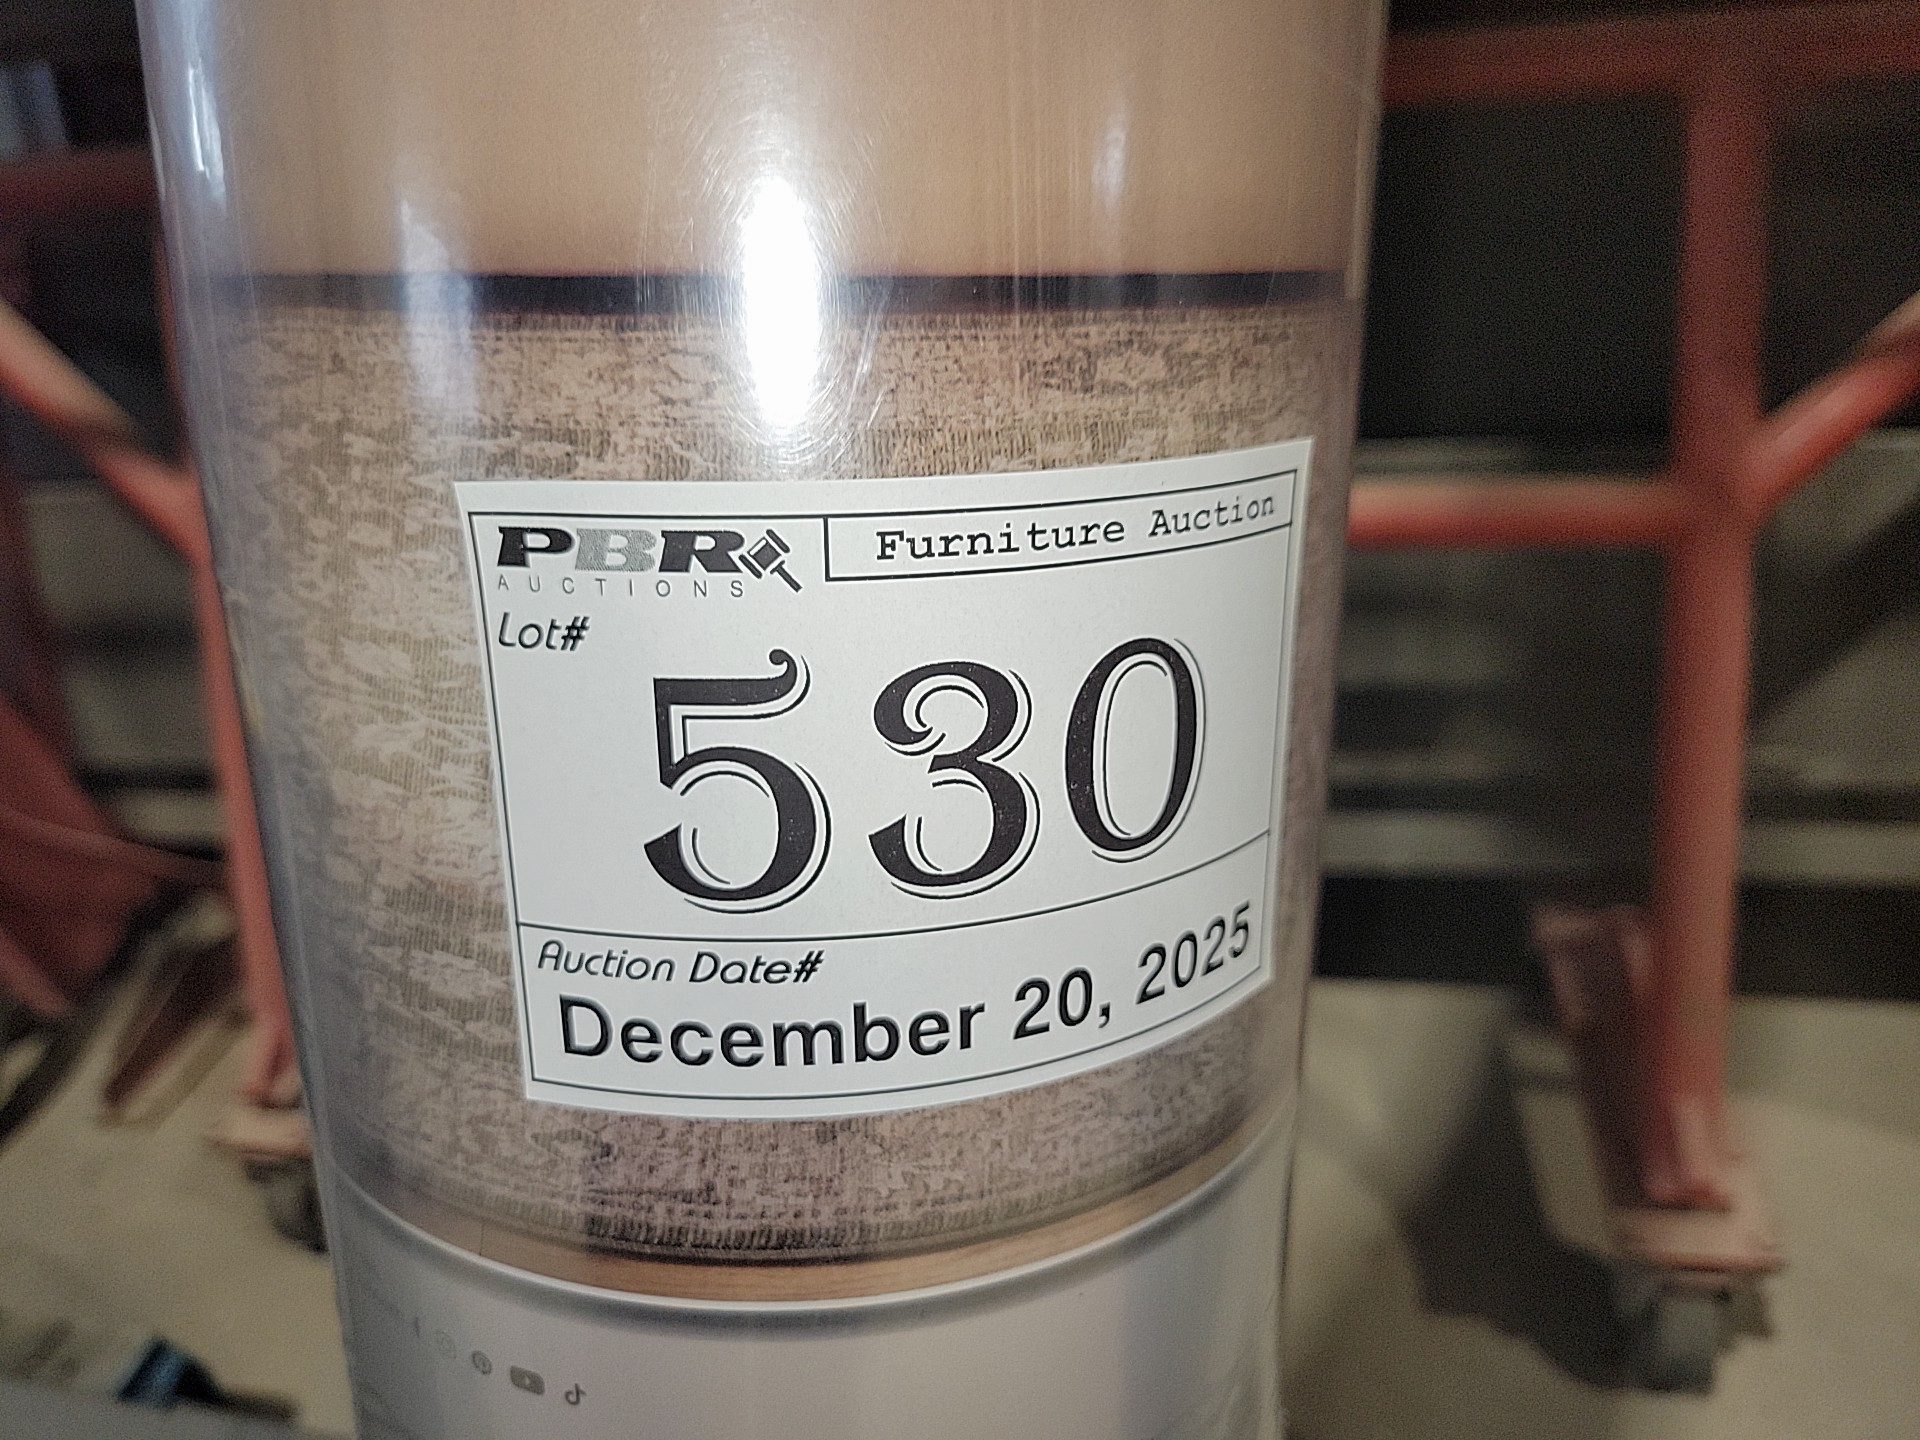 PBR
AUCTIONS
Furniture Auction
Lot#
530
Auction Date#
December 20, 2025